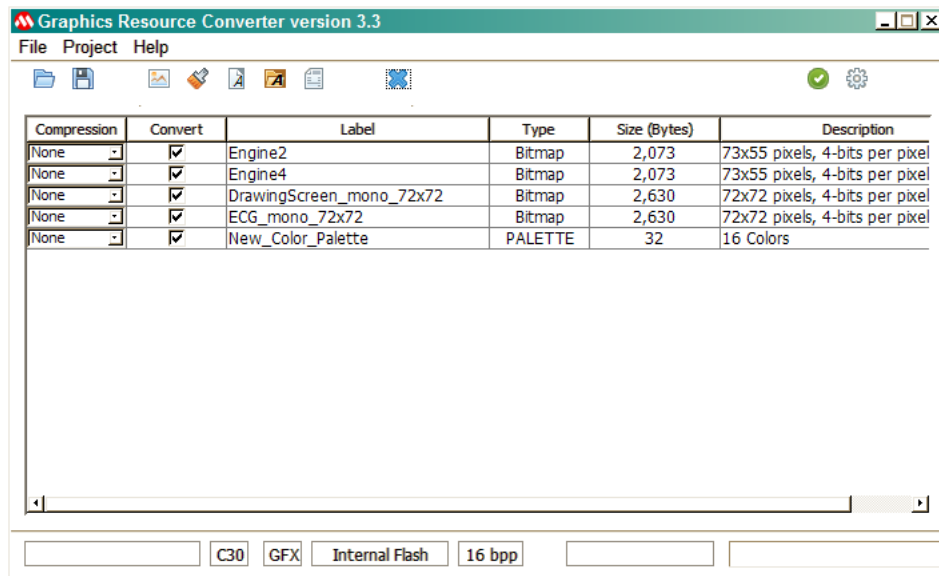 Graphics Resource Converter version 3.3
File Project Help
Compression Convert Label Type Size (Bytes) Description
None Engine2 Bitmap 2,073 73x55 pixels, 4-bits per pixel
None Engine4 Bitmap 2,073 73x55 pixels, 4-bits per pixel
None DrawingScreen_mono_72x72 Bitmap 2,630 72x72 pixels, 4-bits per pixel
None ECG_mono_72x72 Bitmap 2,630 72x72 pixels, 4-bits per pixel
None New_Color_Palette PALETTE 32 16 Colors
C30 GFX Internal Flash 16 bpp